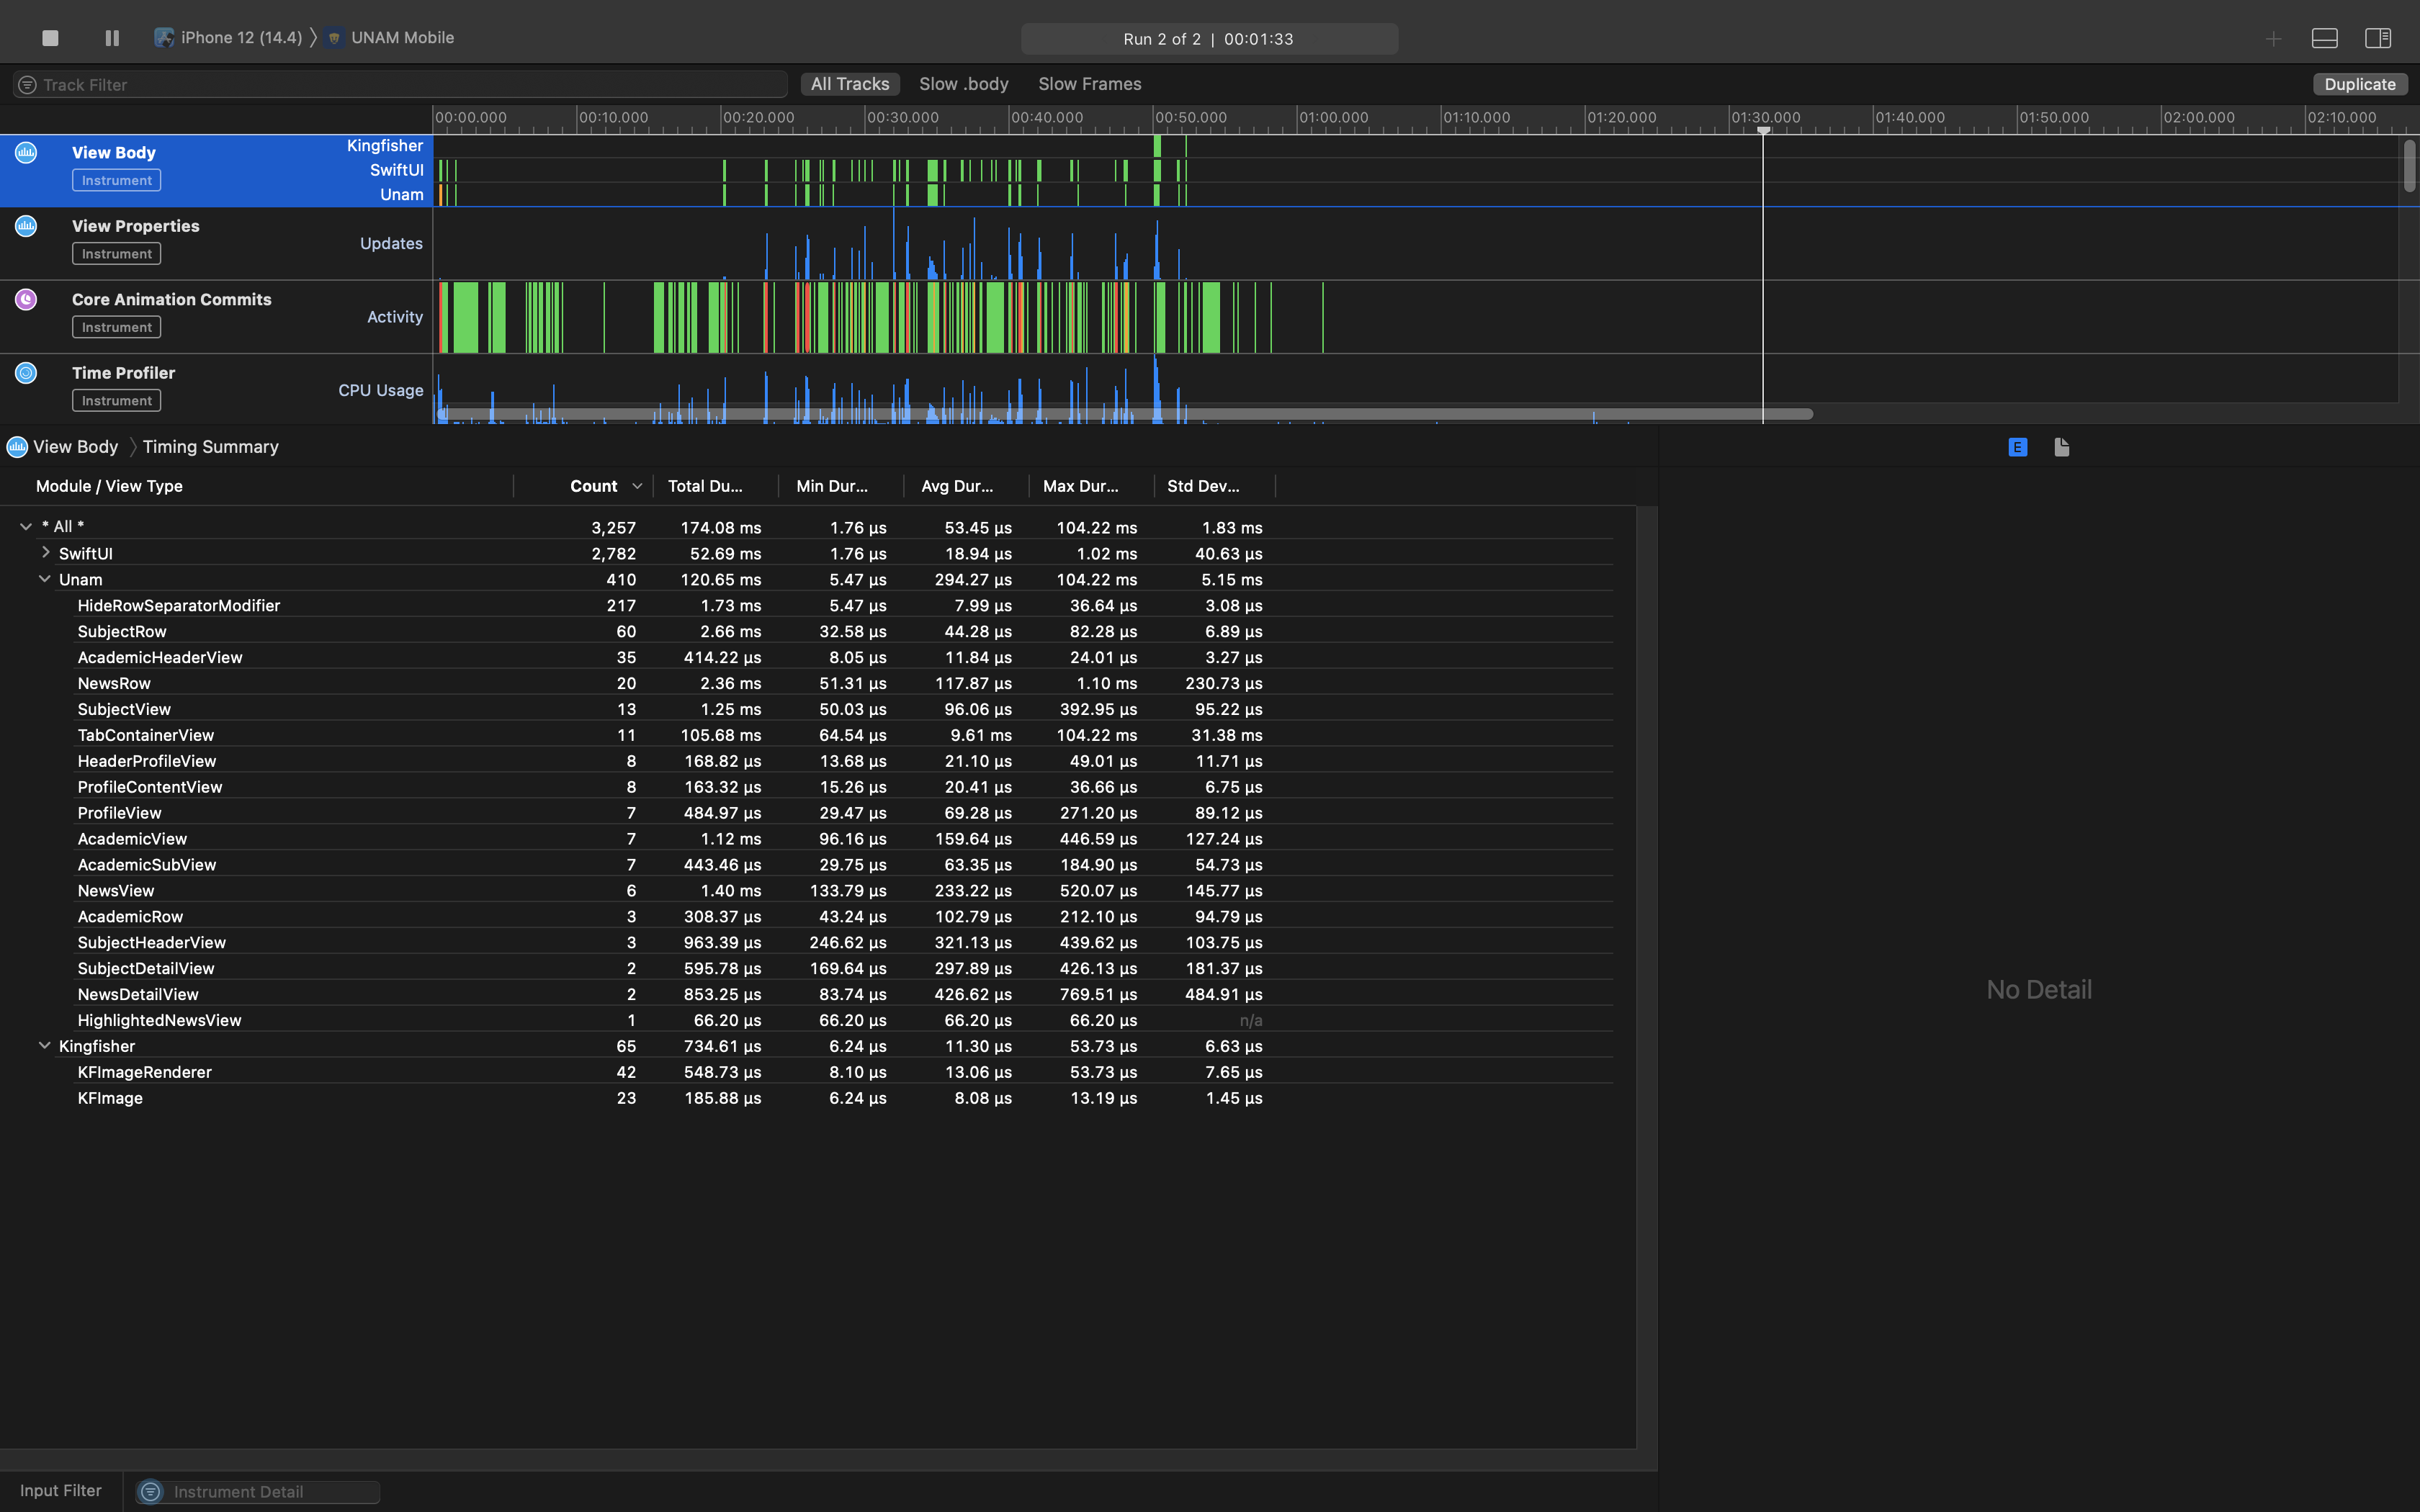 iPhone 12 (14.4) 〉 UNAM Mobile
Run 2 of 2 | 00:01:33
Track Filter
All Tracks Slow .body Slow Frames
Duplicate
00:00.000 00:10.000 00:20.000 00:30.000 00:40.000 00:50.000 01:00.000 01:10.000 01:20.000 01:30.000 01:40.000 01:50.000 02:00.000 02:10.000
View Body
Instrument
Kingfisher
SwiftUI
Unam
View Properties
Instrument
Updates
Core Animation Commits
Instrument
Activity
Time Profiler
Instrument
CPU Usage
View Body 〉 Timing Summary
E
Module / View Type Count Total Du... Min Dur... Avg Dur... Max Dur... Std Dev...
* All * 3,257 174.08 ms 1.76 µs 53.45 µs 104.22 ms 1.83 ms
SwiftUI 2,782 52.69 ms 1.76 µs 18.94 µs 1.02 ms 40.63 µs
Unam 410 120.65 ms 5.47 µs 294.27 µs 104.22 ms 5.15 ms
HideRowSeparatorModifier 217 1.73 ms 5.47 µs 7.99 µs 36.64 µs 3.08 µs
SubjectRow 60 2.66 ms 32.58 µs 44.28 µs 82.28 µs 6.89 µs
AcademicHeaderView 35 414.22 µs 8.05 µs 11.84 µs 24.01 µs 3.27 µs
NewsRow 20 2.36 ms 51.31 µs 117.87 µs 1.10 ms 230.73 µs
SubjectView 13 1.25 ms 50.03 µs 96.06 µs 392.95 µs 95.22 µs
TabContainerView 11 105.68 ms 64.54 µs 9.61 ms 104.22 ms 31.38 ms
HeaderProfileView 8 168.82 µs 13.68 µs 21.10 µs 49.01 µs 11.71 µs
ProfileContentView 8 163.32 µs 15.26 µs 20.41 µs 36.66 µs 6.75 µs
ProfileView 7 484.97 µs 29.47 µs 69.28 µs 271.20 µs 89.12 µs
AcademicView 7 1.12 ms 96.16 µs 159.64 µs 446.59 µs 127.24 µs
AcademicSubView 7 443.46 µs 29.75 µs 63.35 µs 184.90 µs 54.73 µs
NewsView 6 1.40 ms 133.79 µs 233.22 µs 520.07 µs 145.77 µs
AcademicRow 3 308.37 µs 43.24 µs 102.79 µs 212.10 µs 94.79 µs
SubjectHeaderView 3 963.39 µs 246.62 µs 321.13 µs 439.62 µs 103.75 µs
SubjectDetailView 2 595.78 µs 169.64 µs 297.89 µs 426.13 µs 181.37 µs
NewsDetailView 2 853.25 µs 83.74 µs 426.62 µs 769.51 µs 484.91 µs
HighlightedNewsView 1 66.20 µs 66.20 µs 66.20 µs 66.20 µs n/a
Kingfisher 65 734.61 µs 6.24 µs 11.30 µs 53.73 µs 6.63 µs
KFImageRenderer 42 548.73 µs 8.10 µs 13.06 µs 53.73 µs 7.65 µs
KFImage 23 185.88 µs 6.24 µs 8.08 µs 13.19 µs 1.45 µs
No Detail
Input Filter Instrument Detail